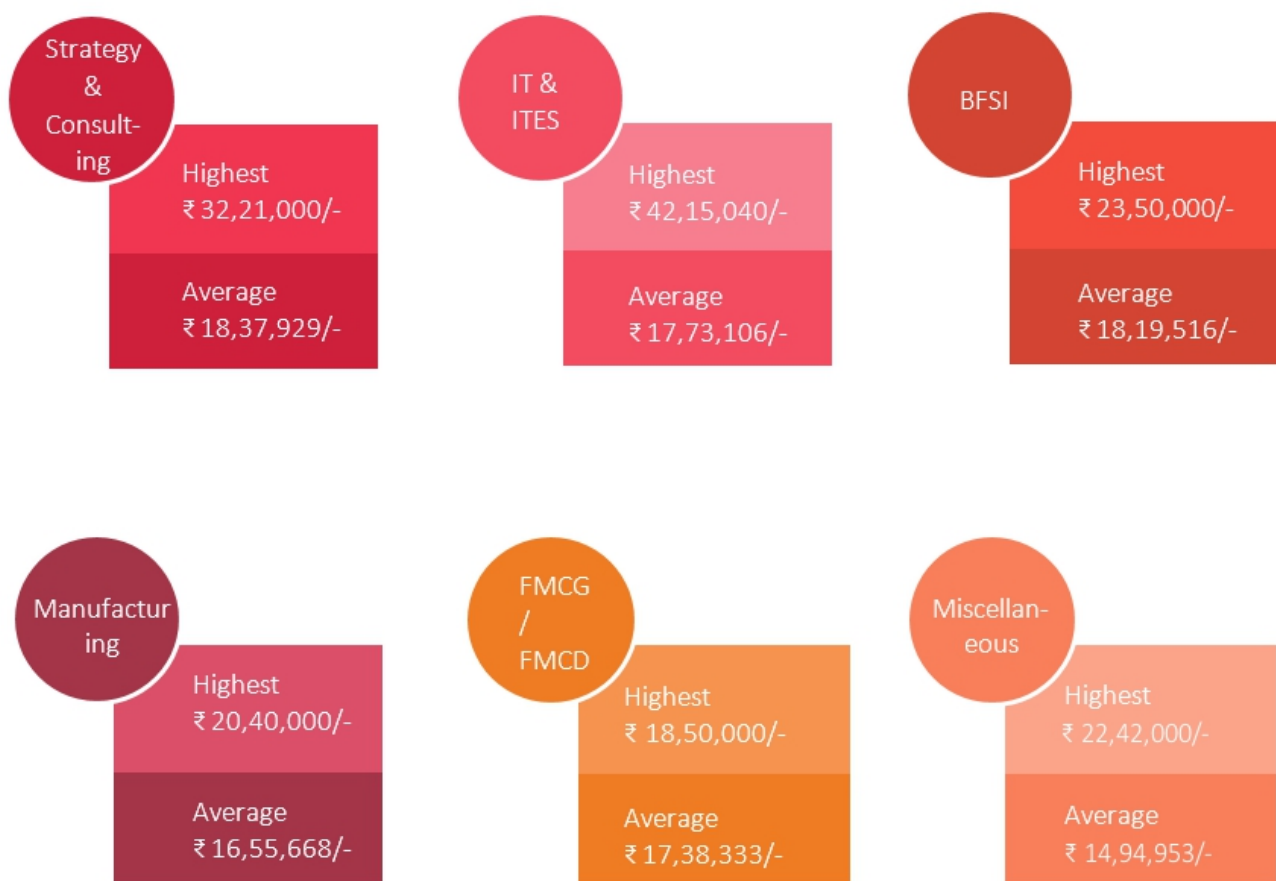 Strategy
&
Consult-
ing
Highest
₹ 32,21,000/-
Average
₹ 18,37,929/-
IT &
ITES
Highest
₹ 42,15,040/-
Average
₹ 17,73,106/-
BFSI
Highest
₹ 23,50,000/-
Average
₹ 18,19,516/-
Manufactur
ing
Highest
₹ 20,40,000/-
Average
₹ 16,55,668/-
FMCG
/
FMCD
Highest
₹ 18,50,000/-
Average
₹ 17,38,333/-
Miscellan-
eous
Highest
₹ 22,42,000/-
Average
₹ 14,94,953/-